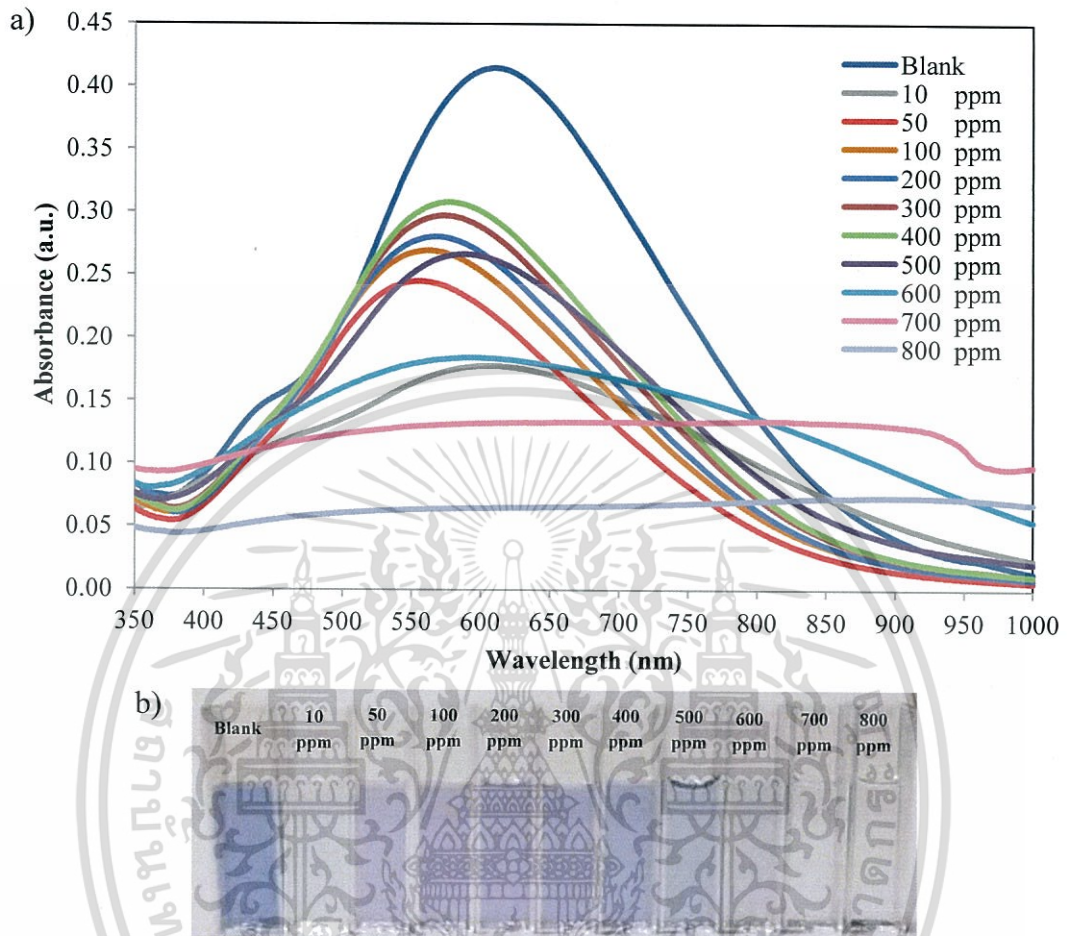 a)
0.45
0.40
0.35
0.30
0.25
0.20
0.15
0.10
0.05
0.00
Absorbance (a.u.)
350 400 450 500 550 600 650 700 750 800 850 900 950 1000
Wavelength (nm)
Blank
10 ppm
50 ppm
100 ppm
200 ppm
300 ppm
400 ppm
500 ppm
600 ppm
700 ppm
800 ppm
b)
Blank 10 ppm 50 ppm 100 ppm 200 ppm 300 ppm 400 ppm 500 ppm 600 ppm 700 ppm 800 ppm